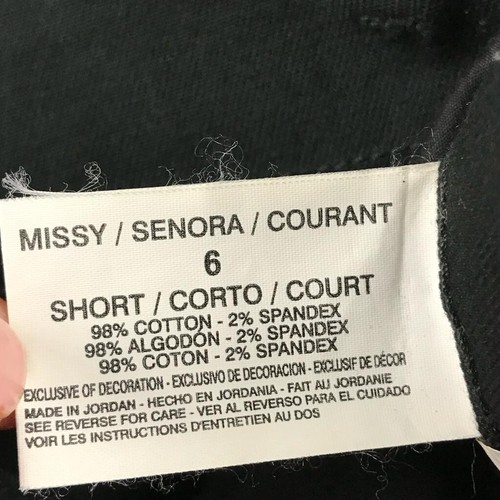 MISSY / SENORA / COURANT
6
SHORT / CORTO / COURT
98% COTTON - 2% SPANDEX
98% ALGODÓN - 2% SPANDEX
98% COTON - 2% SPANDEX
EXCLUSIVE OF DECORATION - EXCLUSIVO DE DECORACION - EXCLUSIF DE DÉCOR
MADE IN JORDAN - HECHO EN JORDANIA - FAIT AU JORDANIE
SEE REVERSE FOR CARE - VER AL REVERSO PARA EL CUIDADO
VOIR LES INSTRUCTIONS D'ENTRETIEN AU DOS